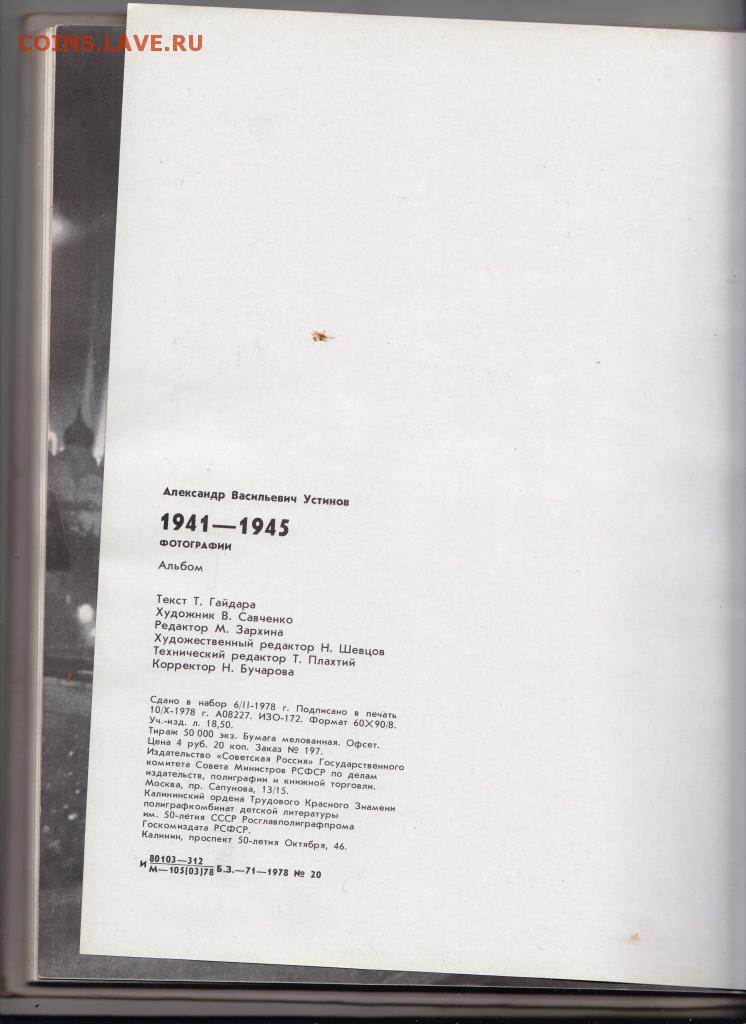 COINS.LAVE.RU
Александр Васильевич Устинов
1941—1945
ФОТОГРАФИИ
Альбом
Текст Т. Гайдара
Художник В. Савченко
Редактор М. Зархина
Художественный редактор Н. Шевцов
Технический редактор Т. Плахтий
Корректор Н. Бучарова
Сдано в набор 6/II-1978 г. Подписано в печать
10/X-1978 г. А08227. ИЗО-172. Формат 60X90/8.
Уч.-изд. л. 18,50.
Тираж 50 000 экз. Бумага мелованная. Офсет.
Цена 4 руб. 20 коп. Заказ № 197.
Издательство «Советская Россия» Государственного
комитета Совета Министров РСФСР по делам
издательств, полиграфии и книжной торговли.
Москва, пр. Сапунова, 13/15.
Калининский ордена Трудового Красного Знамени
полиграфкомбинат детской литературы
им. 50-летия СССР Росглавполиграфпрома
Госкомиздата РСФСР.
Калинин, проспект 50-летия Октября, 46.
И 80103—312
М—105(03)78 Б.З.—71—1978 № 20